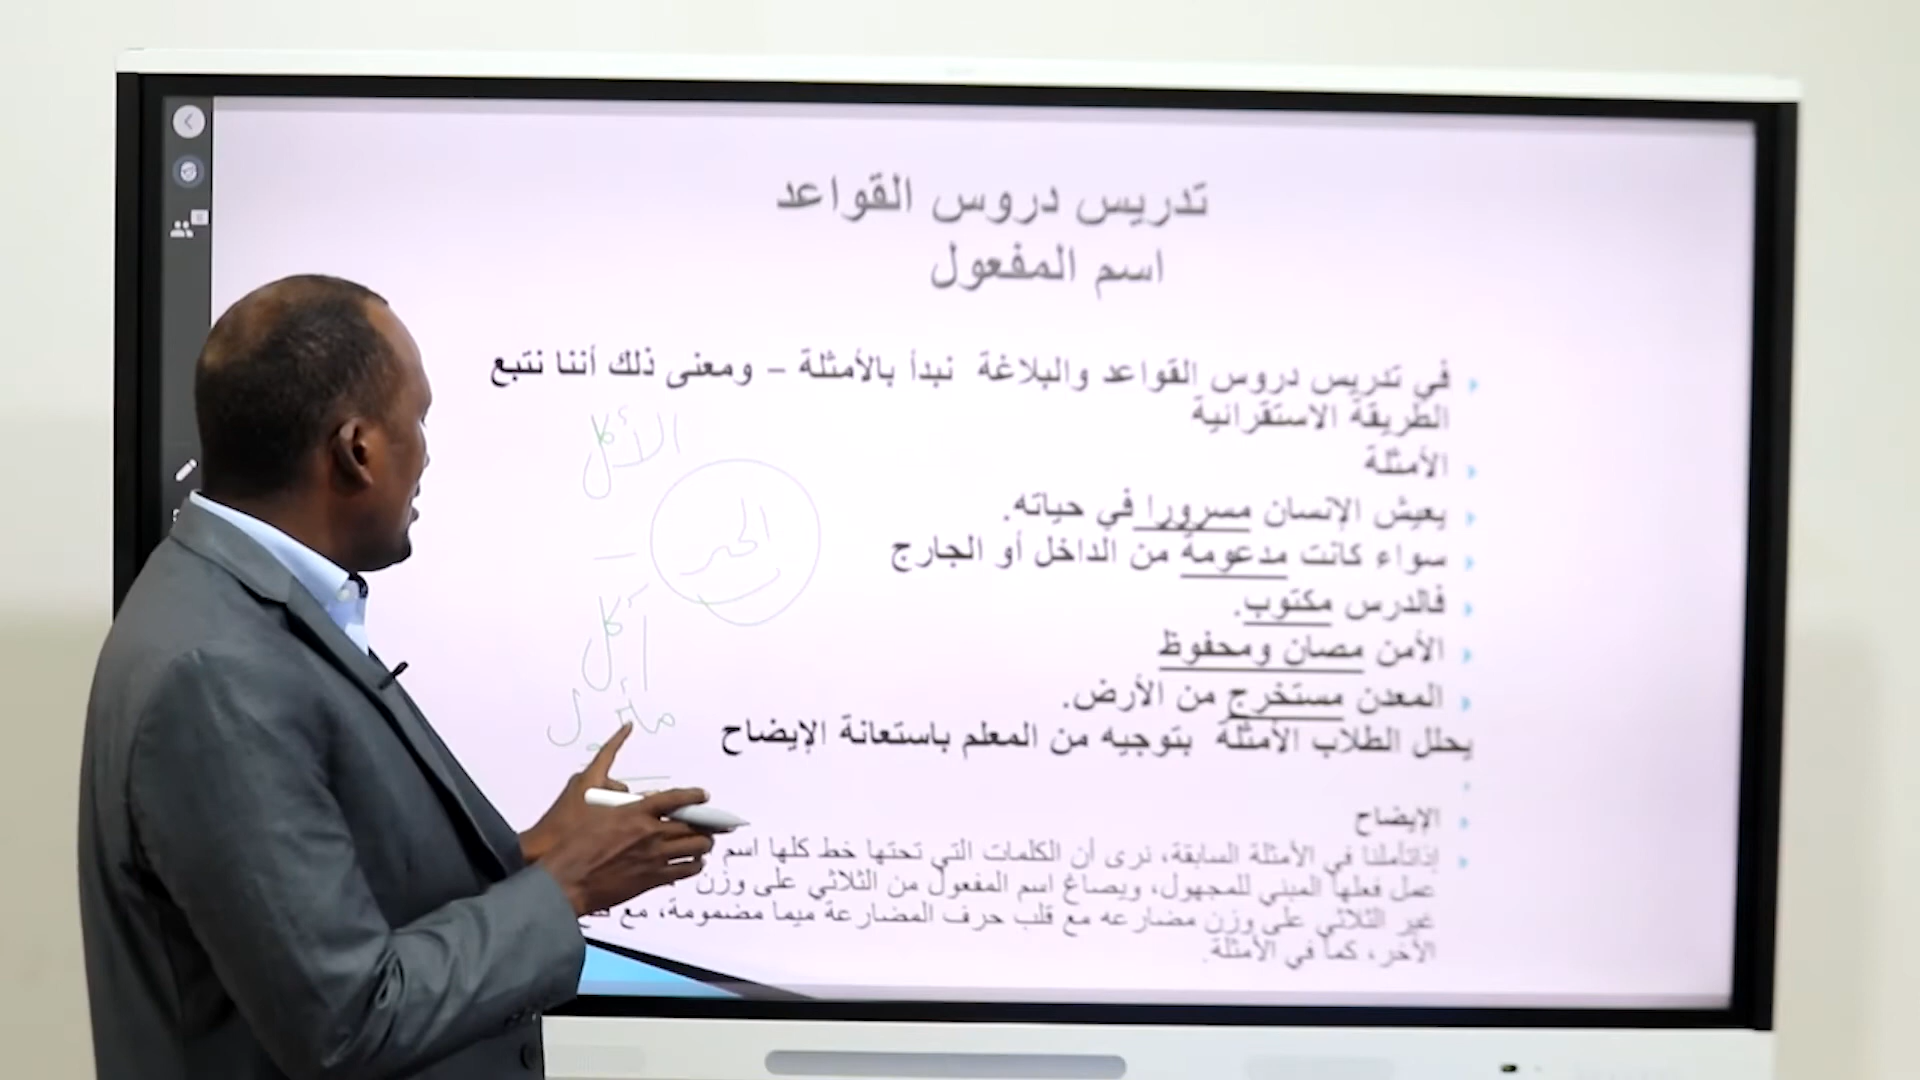 تدريس دروس القواعد
اسم المفعول
في تدريس دروس القواعد والبلاغة نبدأ بالأمثلة – ومعنى ذلك أننا نتبع
الطريقة الاستقرائية
الأمثلة
يعيش الإنسان مسرورا في حياته.
سواء كانت مدعومة من الداخل أو الجارج
فالدرس مكتوب.
الأمن مصان ومحفوظ
المعدن مستخرج من الأرض.
يحلل الطلاب الأمثلة بتوجيه من المعلم باستعانة الإيضاح
الإيضاح
إذاتأملنا في الأمثلة السابقة، نرى أن الكلمات التي تحتها خط كلها اسم
عمل فعلها المبني للمجهول، ويصاغ اسم المفعول من الثلاثي على وزن
غير الثلاثي على وزن مضارعه مع قلب حرف المضارعة ميما مضمومة، مع
الآخر، كما في الأمثلة.
الأكل
أكل